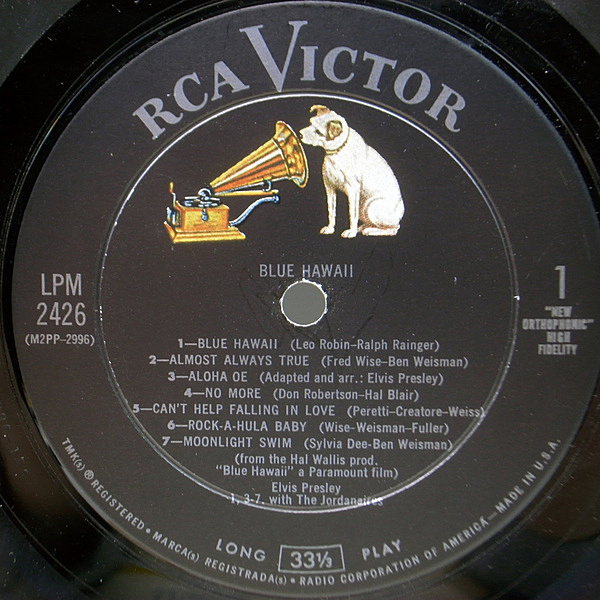 RCA VICTOR
BLUE HAWAII
LPM
2426
(M2PP-2996)
1
"NEW
ORTHOPHONIC"
HIGH
FIDELITY
1—BLUE HAWAII (Leo Robin-Ralph Rainger)
2—ALMOST ALWAYS TRUE (Fred Wise-Ben Weisman)
3—ALOHA OE (Adapted and arr.: Elvis Presley)
4—NO MORE (Don Robertson-Hal Blair)
5—CAN'T HELP FALLING IN LOVE (Peretti-Creatore-Weiss)
6—ROCK-A-HULA BABY (Wise-Weisman-Fuller)
7—MOONLIGHT SWIM (Sylvia Dee-Ben Weisman)
(from the Hal Wallis prod.
"Blue Hawaii" a Paramount film)
Elvis Presley
1, 3-7. with The Jordanaires
LONG 33⅓ PLAY
TMK(s) ® REGISTERED • MARCA(s) REGISTRADA(s) • RADIO CORPORATION OF AMERICA—MADE IN U.S.A.